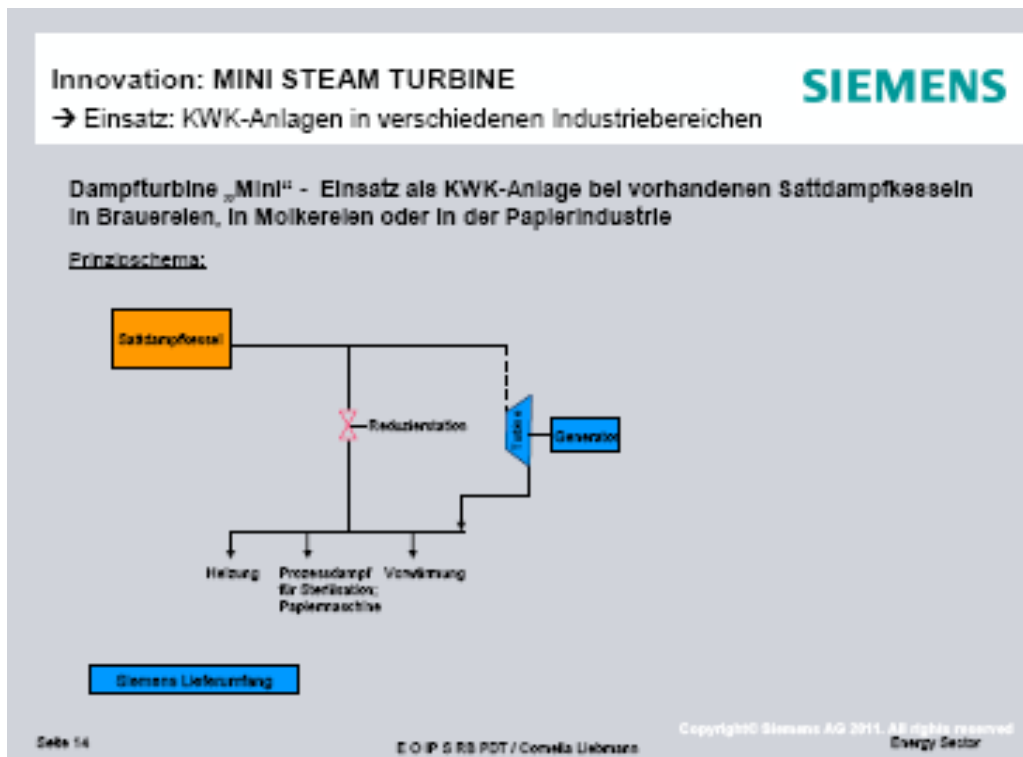 Innovation: MINI STEAM TURBINE
SIEMENS
→ Einsatz: KWK-Anlagen in verschiedenen Industriebereichen
Dampfturbine „Mini“ - Einsatz als KWK-Anlage bei vorhandenen Sattdampfkesseln
in Brauereien, in Molkereien oder in der Papierindustrie
Prinzipschema:
Sattdampfkessel
Reduzierstation
Turbine
Generator
Heizung
Prozessdampf
für Sterilisation;
Papiermaschine
Vorwärmung
Siemens Lieferumfang
Copyright© Siemens AG 2011. All rights reserved
Seite 14
E O IP S RB PDT / Cornelia Liebmann
Energy Sector